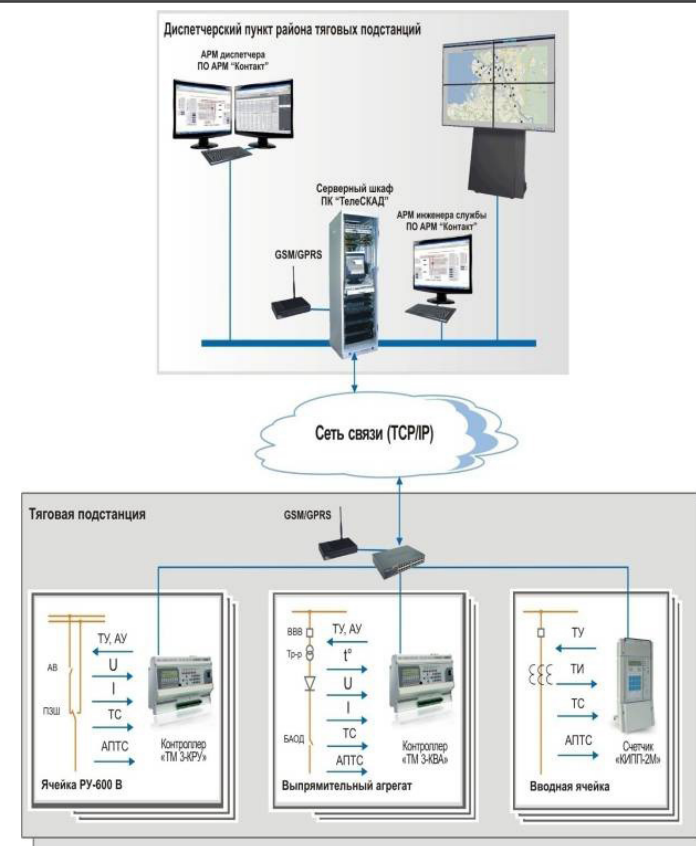 Диспетчерский пункт района тяговых подстанций
АРМ диспетчера
ПО АРМ "Контакт"
Серверный шкаф
ПК "ТелеСКАД"
АРМ инженера службы
ПО АРМ "Контакт"
GSM/GPRS
Сеть связи (TCP/IP)
Тяговая подстанция
GSM/GPRS
ТУ, АУ
АВ
U
I
ПЗШ
ТС
АПТС
Контроллер
«ТМ 3-КРУ»
Ячейка РУ-600 В
ВВВ
ТУ, АУ
Тр-р
t°
U
I
БАОД
ТС
АПТС
Контроллер
«ТМ 3-КВА»
Выпрямительный агрегат
ТУ
ТИ
ТС
АПТС
Счетчик
«КИПП-2М»
Вводная ячейка